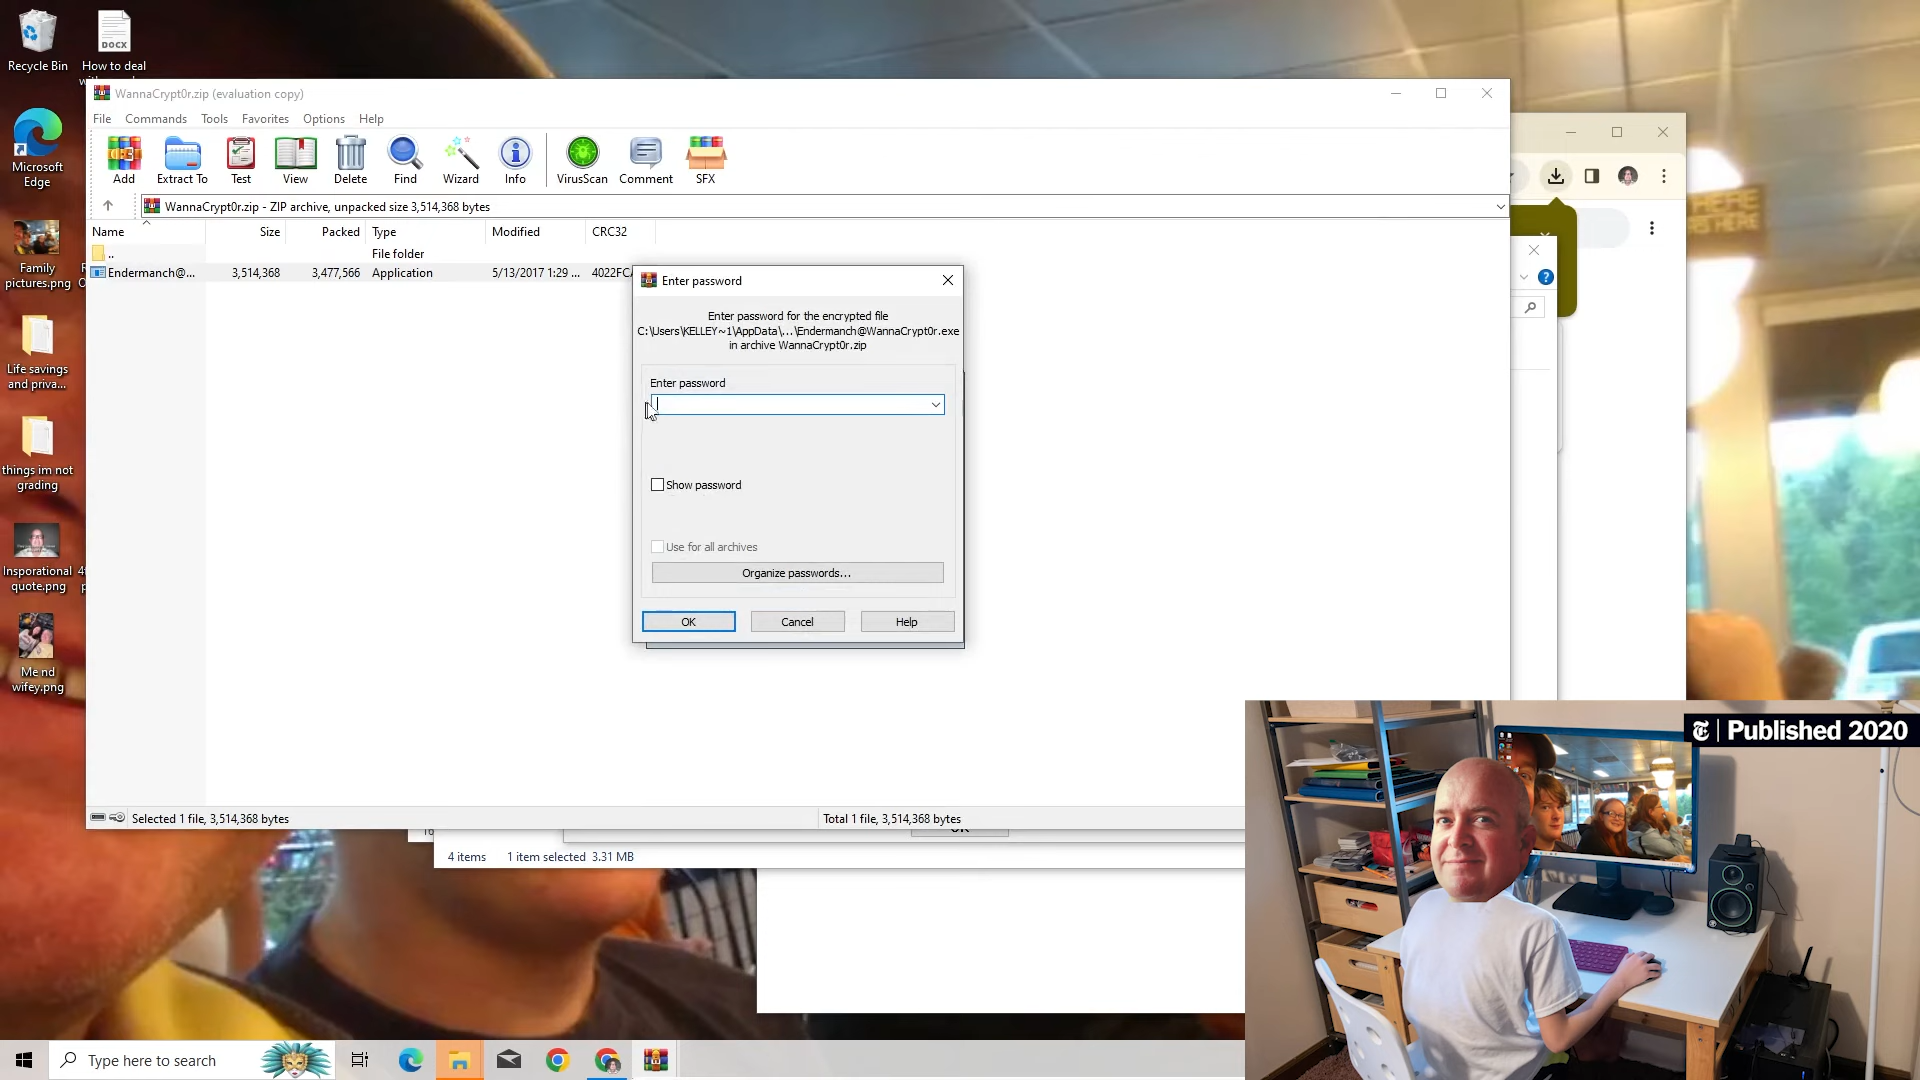 Recycle Bin
How to deal
Microsoft
Edge
Family
pictures.png
Life savings
and priva...
things im not
grading
Insporational
quote.png
Me nd
wifey.png
WannaCrypt0r.zip (evaluation copy)
File Commands Tools Favorites Options Help
Add Extract To Test View Delete Find Wizard Info VirusScan Comment SFX
WannaCrypt0r.zip - ZIP archive, unpacked size 3,514,368 bytes
Name Size Packed Type Modified CRC32
.. File folder
Endermanch@... 3,514,368 3,477,566 Application 5/13/2017 1:29 ... 4022FC
Enter password
Enter password for the encrypted file
C:\Users\KELLEY~1\AppData\...\Endermanch@WannaCrypt0r.exe
in archive WannaCrypt0r.zip
Enter password
Show password
Use for all archives
Organize passwords...
OK Cancel Help
Selected 1 file, 3,514,368 bytes
Total 1 file, 3,514,368 bytes
4 items 1 item selected 3.31 MB
Published 2020
Type here to search